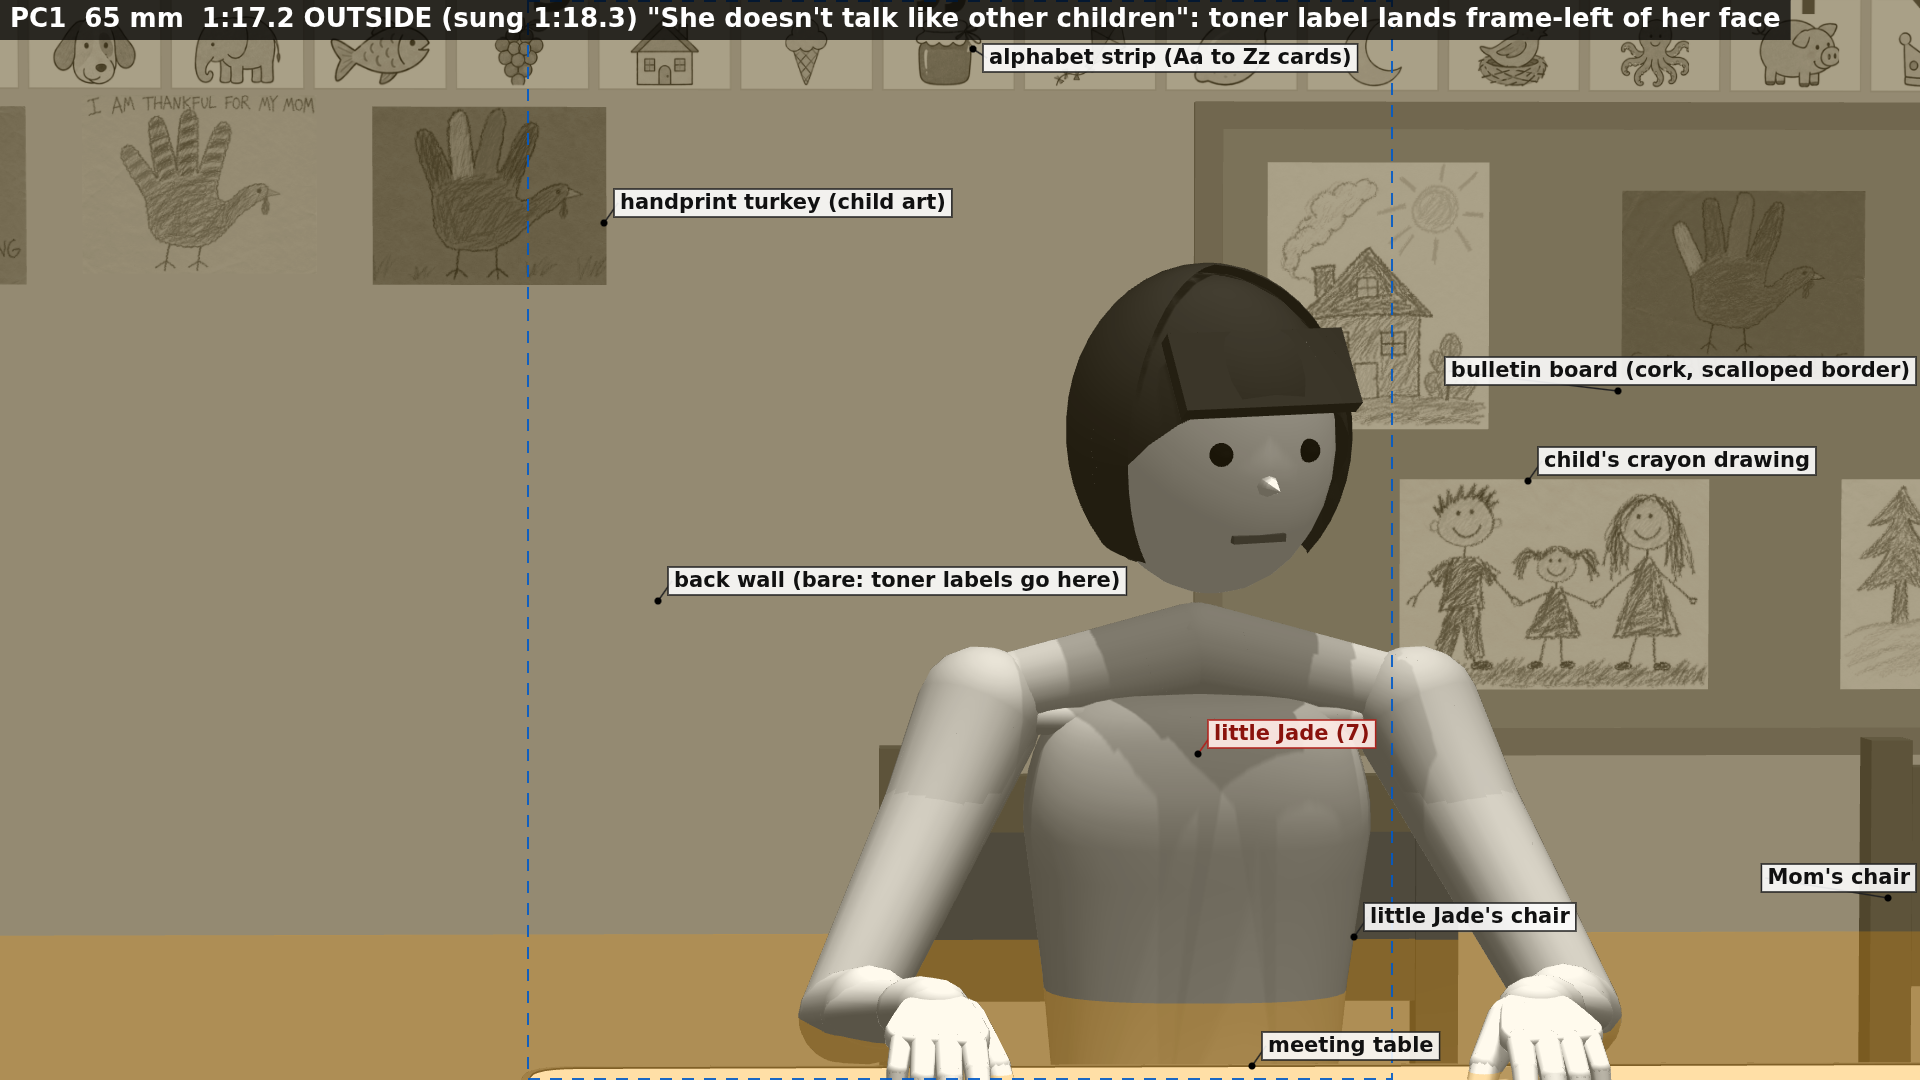 PC1 65 mm 1:17.2 OUTSIDE (sung 1:18.3) "She doesn't talk like other children": toner label lands frame-left of her face
alphabet strip (Aa to Zz cards)
I AM THANKFUL FOR MY MOM
handprint turkey (child art)
NG
bulletin board (cork, scalloped border)
child's crayon drawing
back wall (bare: toner labels go here)
little Jade (7)
Mom's chair
little Jade's chair
meeting table